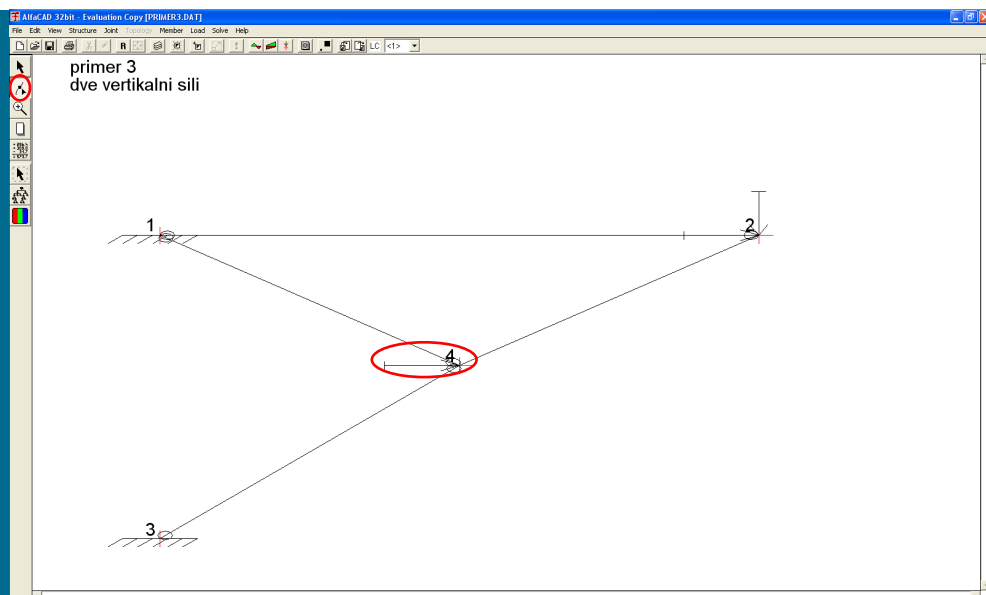 AlfaCAD 32bit - Evaluation Copy [PRIMER3.DAT]
File Edit View Structure Joint Topology Member Load Solve Help
R LC <1>
primer 3
dve vertikalni sili
1
2
4
3